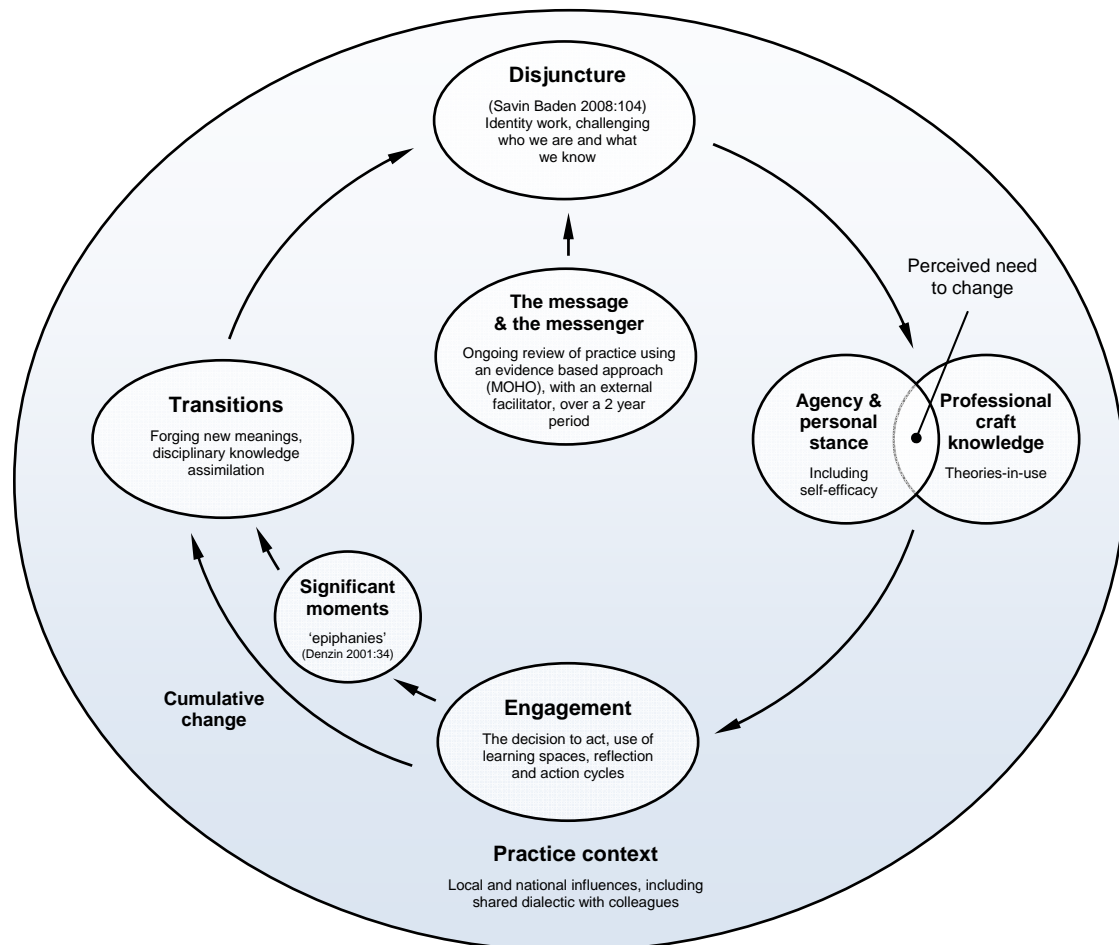 Disjuncture
(Savin Baden 2008:104)
Identity work, challenging
who we are and what
we know
The message
& the messenger
Ongoing review of practice using
an evidence based approach
(MOHO), with an external
facilitator, over a 2 year
period
Perceived need
to change
Agency &
personal
stance
Including
self-efficacy
Professional
craft
knowledge
Theories-in-use
Transitions
Forging new meanings,
disciplinary knowledge
assimilation
Significant
moments
‘epiphanies’
(Denzin 2001:34)
Cumulative
change
Engagement
The decision to act, use of
learning spaces, reflection
and action cycles
Practice context
Local and national influences, including
shared dialectic with colleagues